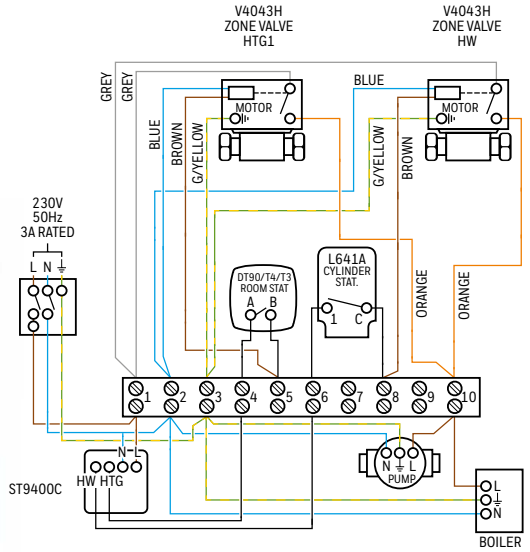 V4043H
ZONE VALVE
HTG1
V4043H
ZONE VALVE
HW
GREY
GREY
BLUE
BROWN
G/YELLOW
MOTOR
BLUE
MOTOR
G/YELLOW
BROWN
230V
50Hz
3A RATED
L N
DT90/T4/T3
ROOM STAT
A B
L641A
CYLINDER
STAT.
1 C
ORANGE
ORANGE
1 2 3 4 5 6 7 8 9 10
N L
ST9400C
HW HTG
N L
PUMP
L
N
BOILER